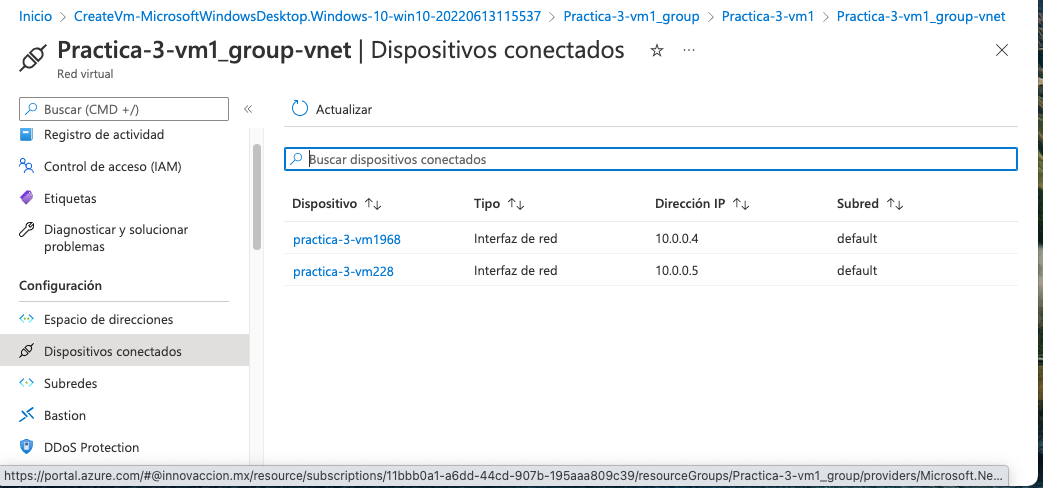 Inicio > CreateVm-MicrosoftWindowsDesktop.Windows-10-win10-20220613115537 > Practica-3-vm1_group > Practica-3-vm1 > Practica-3-vm1_group-vnet
Practica-3-vm1_group-vnet | Dispositivos conectados ☆ ...
Red virtual
Buscar (CMD +/) «
Registro de actividad
Control de acceso (IAM)
Etiquetas
Diagnosticar y solucionar
problemas
Configuración
Espacio de direcciones
Dispositivos conectados
Subredes
Bastion
DDoS Protection
Actualizar
Buscar dispositivos conectados
Dispositivo ↑↓ Tipo ↑↓ Dirección IP ↑↓ Subred ↑↓
practica-3-vm1968 Interfaz de red 10.0.0.4 default
practica-3-vm228 Interfaz de red 10.0.0.5 default
https://portal.azure.com/#@innovaccion.mx/resource/subscriptions/11bbb0a1-a6dd-44cd-907b-195aaa809c39/resourceGroups/Practica-3-vm1_group/providers/Microsoft.Ne...